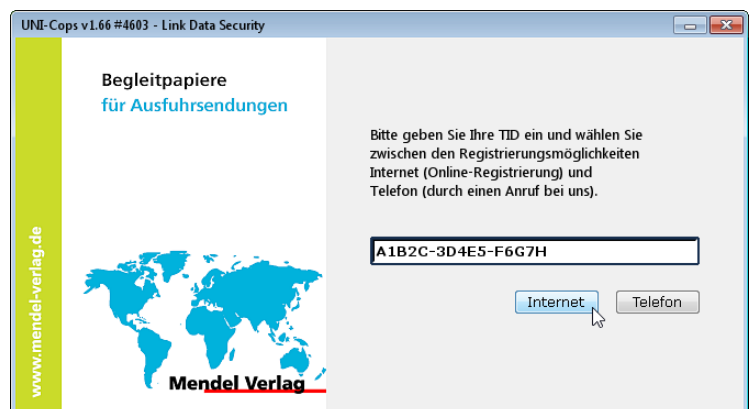 UNI-Cops v1.66 #4603 - Link Data Security
Begleitpapiere
für Ausfuhrsendungen
www.mendel-verlag.de
Mendel Verlag
Bitte geben Sie Ihre TID ein und wählen Sie
zwischen den Registrierungsmöglichkeiten
Internet (Online-Registrierung) und
Telefon (durch einen Anruf bei uns).
A1B2C-3D4E5-F6G7H
Internet
Telefon